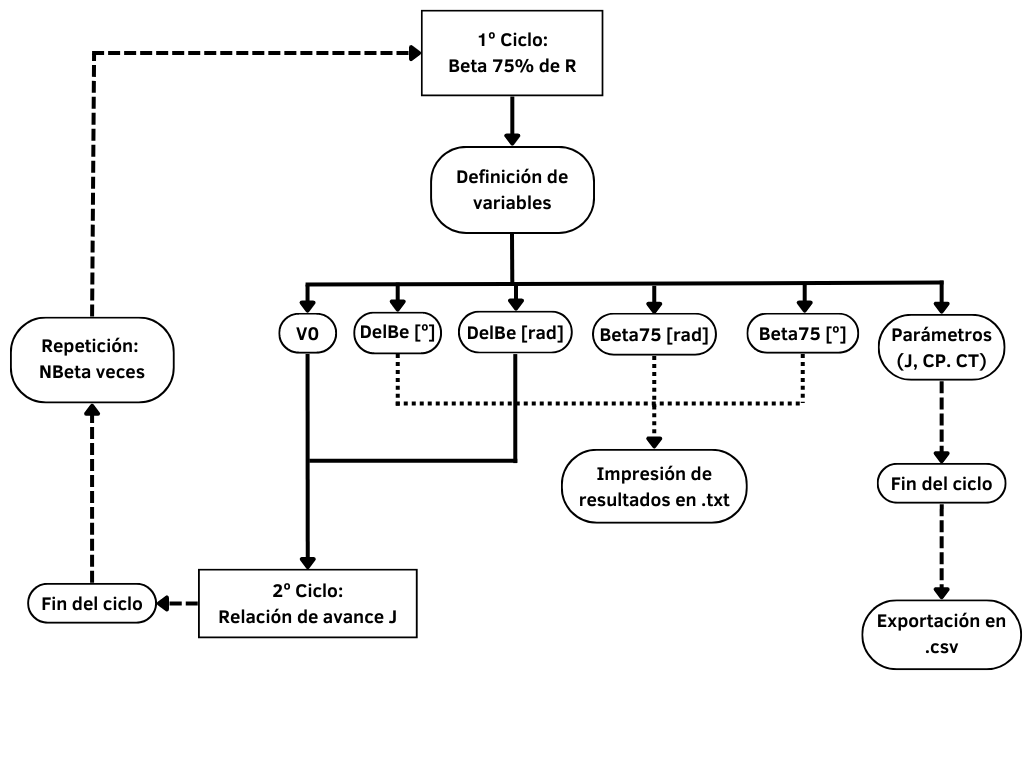 1º Ciclo:
Beta 75% de R
Definición de
variables
V0
DelBe [º]
DelBe [rad]
Beta75 [rad]
Beta75 [º]
Parámetros
(J, CP. CT)
Repetición:
NBeta veces
Impresión de
resultados en .txt
Fin del ciclo
2º Ciclo:
Relación de avance J
Fin del ciclo
Exportación en
.csv